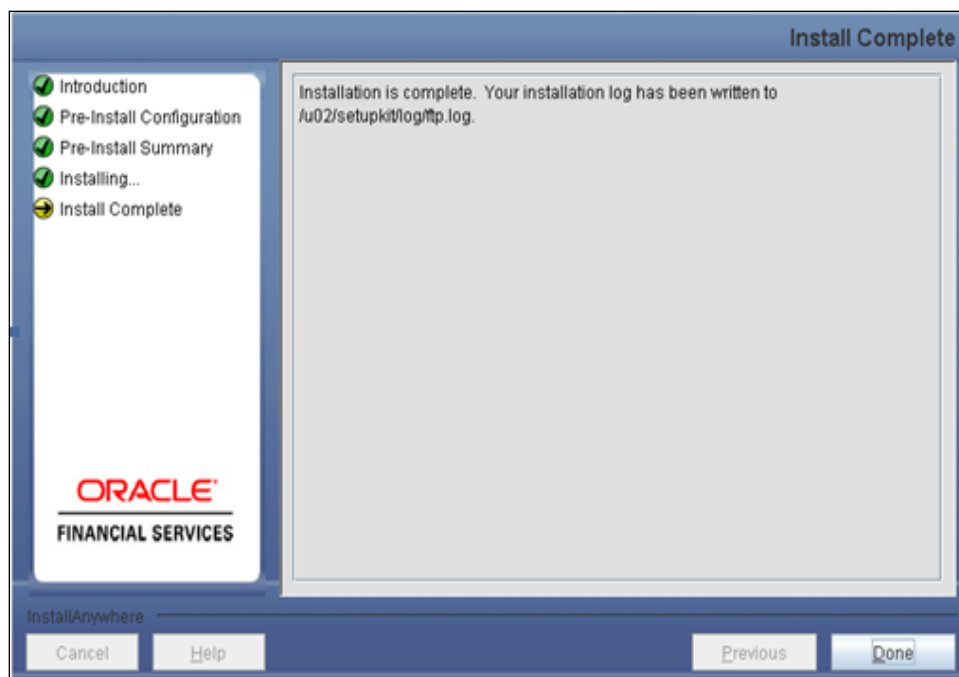 Install Complete
Introduction
Pre-Install Configuration
Pre-Install Summary
Installing...
Install Complete
Installation is complete. Your installation log has been written to
/u02/setupkit/log/ftp.log.
ORACLE
FINANCIAL SERVICES
InstallAnywhere
Cancel
Help
Previous
Done